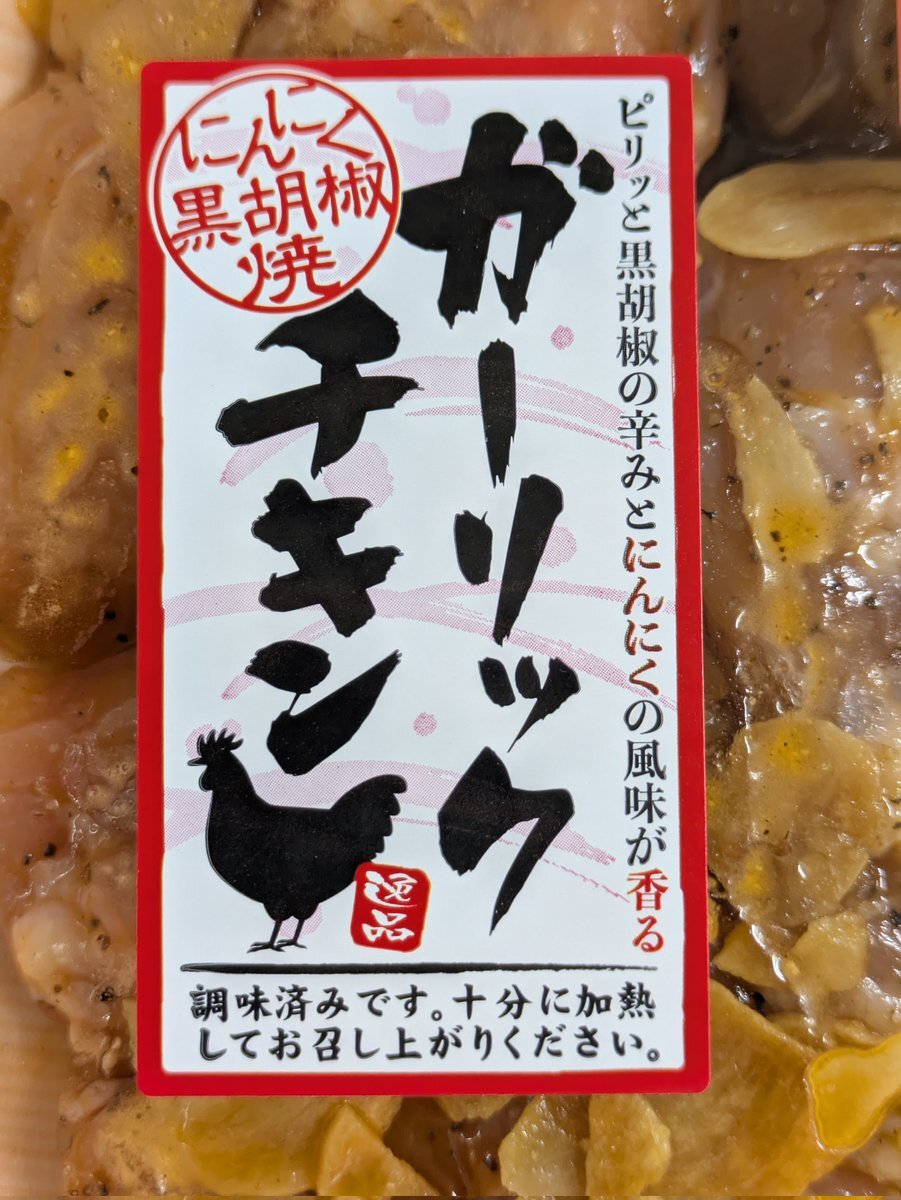 ピリッと黒胡椒の辛みとにんにくの風味が香る
ガーリック
チキン
にんにく
黒胡椒
焼
逸品
調味済みです。十分に加熱
してお召し上がりください。